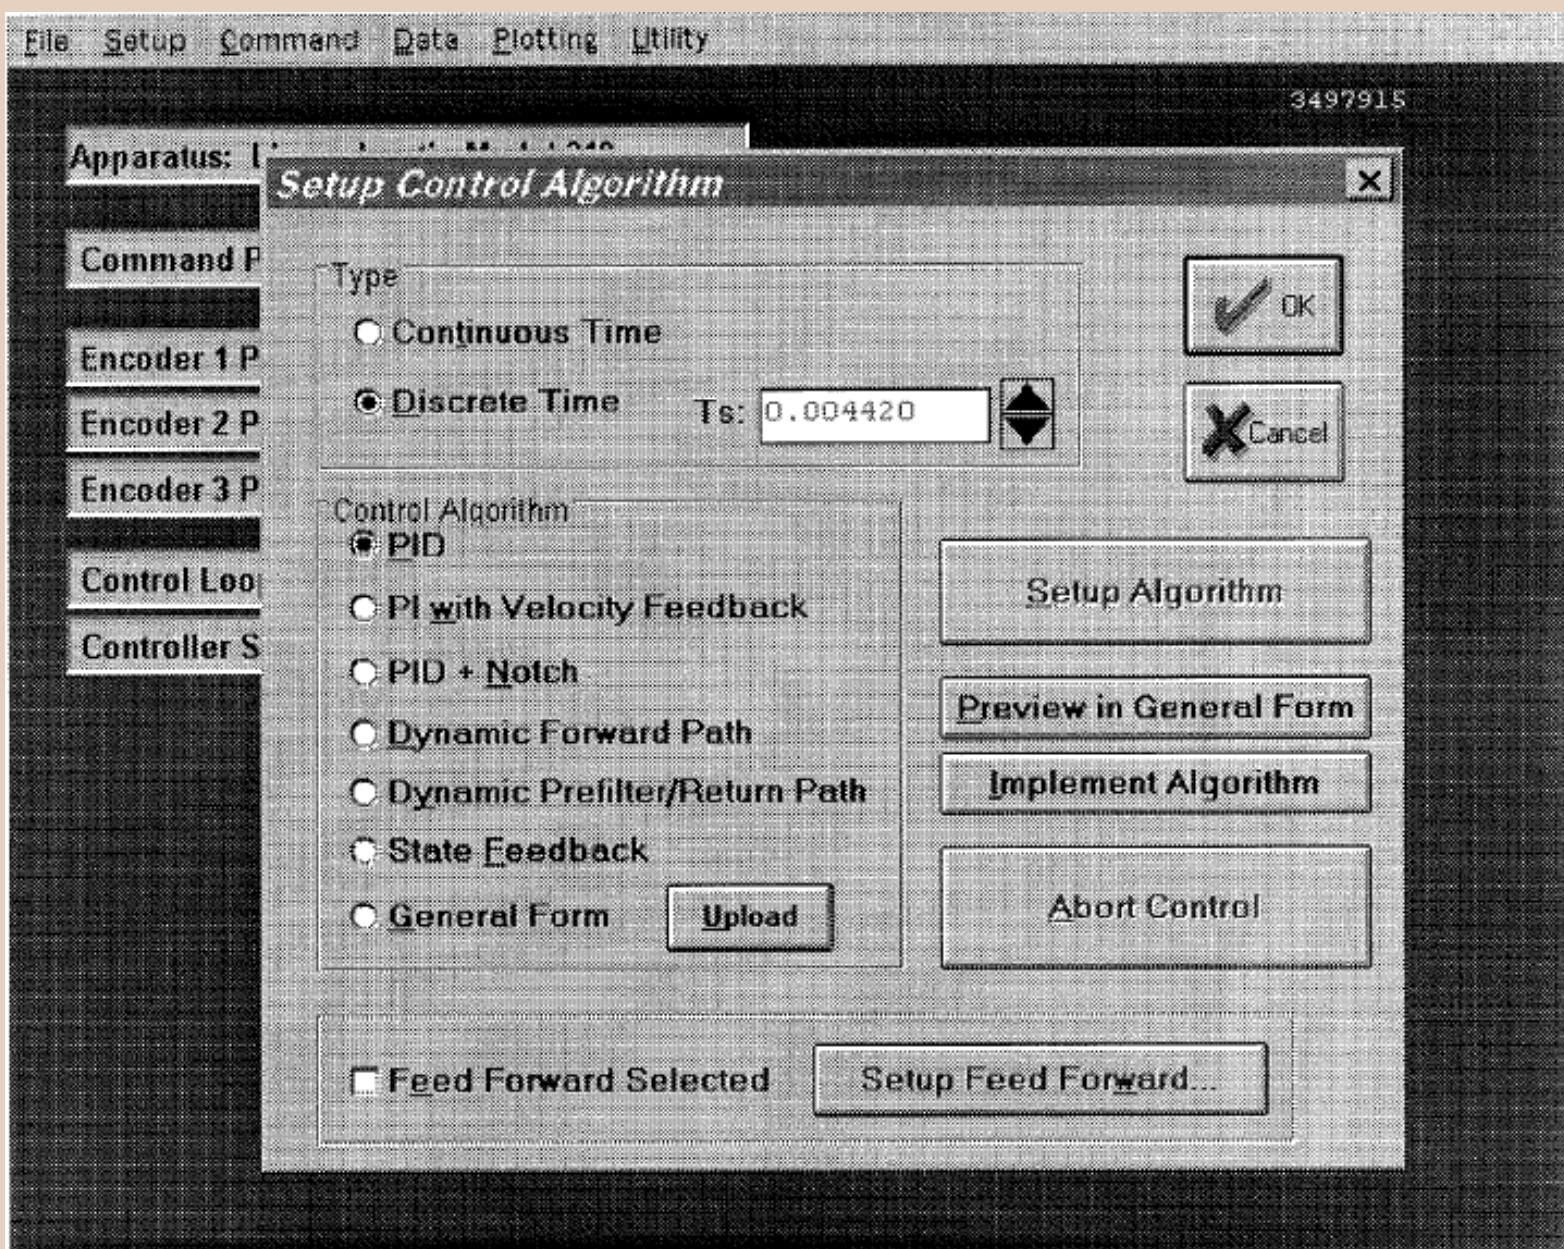 File Setup Command Data Plotting Utility
3497915
Apparatus:
Setup Control Algorithm
Command P
Type
OK
Continuous Time
Encoder 1 P
Discrete Time Ts: 0.004420
Encoder 2 P
Cancel
Encoder 3 P
Control Algorithm
PID
Control Loop
Setup Algorithm
PI with Velocity Feedback
Controller S
PID + Notch
Preview in General Form
Dynamic Forward Path
Implement Algorithm
Dynamic Prefilter/Return Path
State Feedback
General Form Upload
Abort Control
Feed Forward Selected Setup Feed Forward...